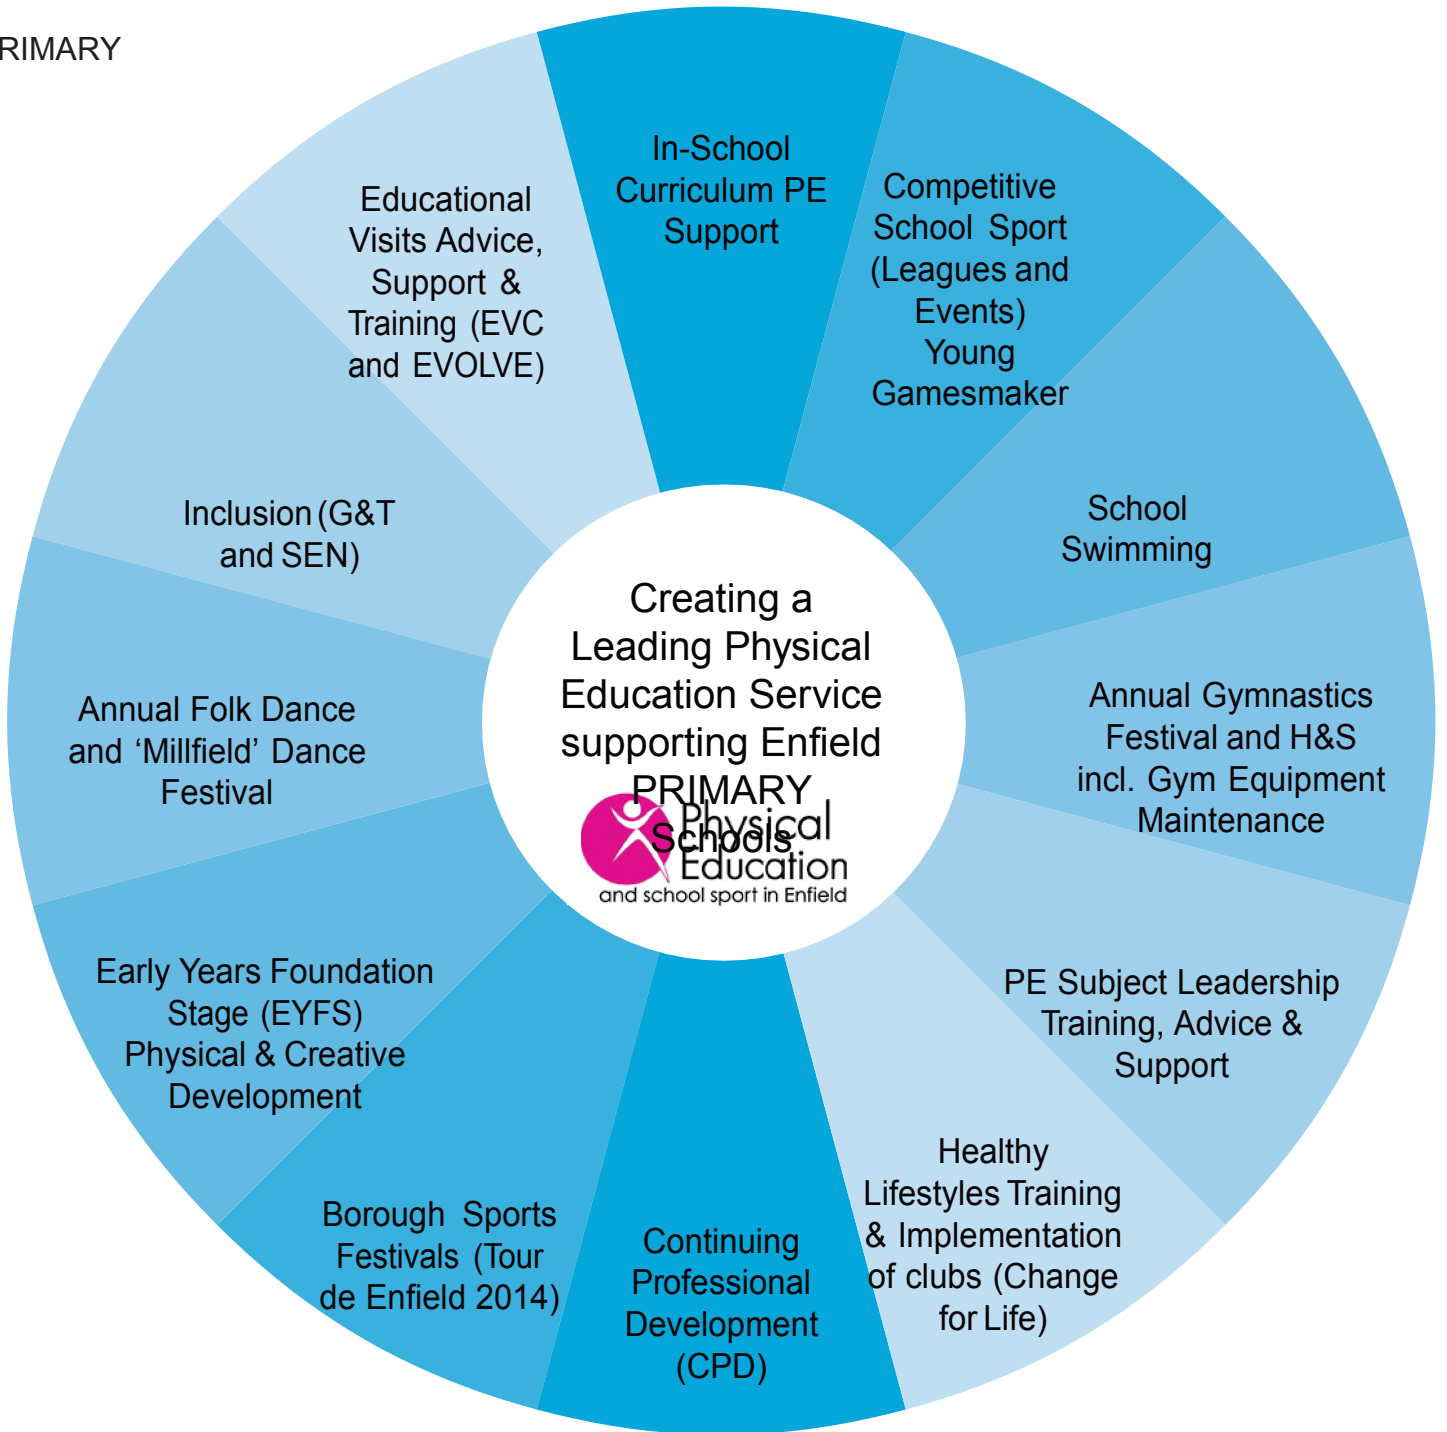 RIMARY
In-School
Curriculum PE
Support
Competitive
School Sport
(Leagues and
Events)
Young
Gamesmaker
School
Swimming
Annual Gymnastics
Festival and H&S
incl. Gym Equipment
Maintenance
PE Subject Leadership
Training, Advice &
Support
Healthy
Lifestyles Training
& Implementation
of clubs (Change
for Life)
Continuing
Professional
Development
(CPD)
Borough Sports
Festivals (Tour
de Enfield 2014)
Early Years Foundation
Stage (EYFS)
Physical & Creative
Development
Annual Folk Dance
and ‘Millfield’ Dance
Festival
Inclusion (G&T
and SEN)
Educational
Visits Advice,
Support &
Training (EVC
and EVOLVE)
Creating a
Leading Physical
Education Service
supporting Enfield
PRIMARY
Schools
Physical
Education
and school sport in Enfield